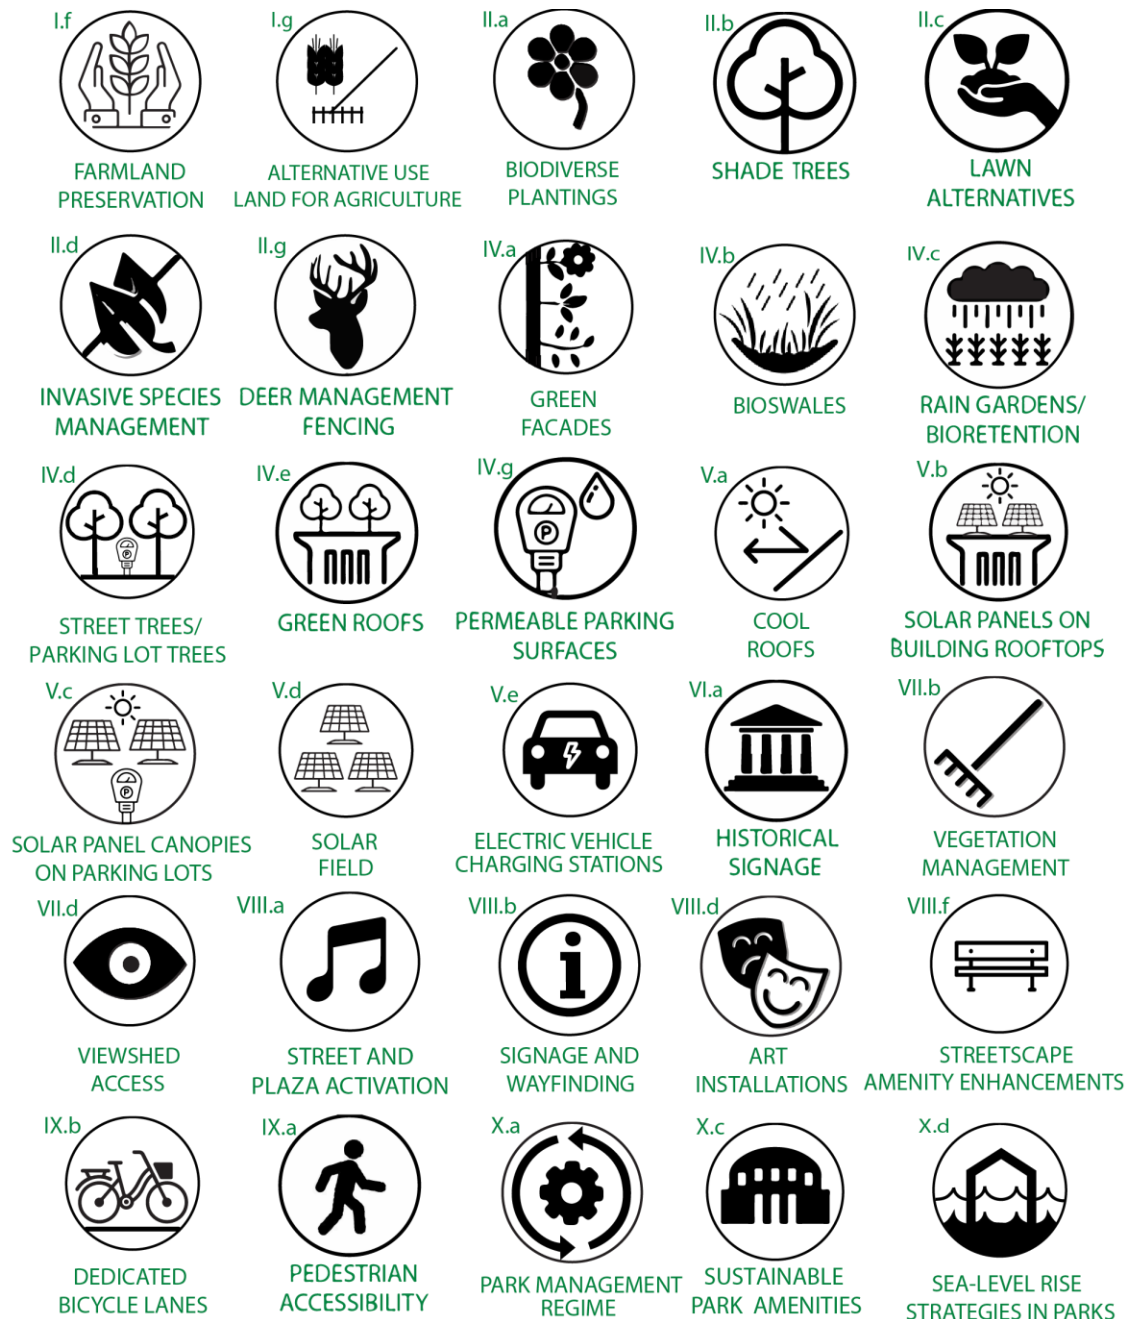 I.f
FARMLAND
PRESERVATION
I.g
ALTERNATIVE USE
LAND FOR AGRICULTURE
II.a
BIODIVERSE
PLANTINGS
II.b
SHADE TREES
II.c
LAWN
ALTERNATIVES
II.d
INVASIVE SPECIES
MANAGEMENT
II.g
DEER MANAGEMENT
FENCING
IV.a
GREEN
FACADES
IV.b
BIOSWALES
IV.c
RAIN GARDENS/
BIORETENTION
IV.d
P
STREET TREES/
PARKING LOT TREES
IV.e
GREEN ROOFS
IV.g
P
PERMEABLE PARKING
SURFACES
V.a
COOL
ROOFS
V.b
SOLAR PANELS ON
BUILDING ROOFTOPS
V.c
P
SOLAR PANEL CANOPIES
ON PARKING LOTS
V.d
SOLAR
FIELD
V.e
ELECTRIC VEHICLE
CHARGING STATIONS
VI.a
HISTORICAL
SIGNAGE
VII.b
VEGETATION
MANAGEMENT
VII.d
VIEWSHED
ACCESS
VIII.a
STREET AND
PLAZA ACTIVATION
VIII.b
i
SIGNAGE AND
WAYFINDING
VIII.d
ART
INSTALLATIONS
VIII.f
STREETSCAPE
AMENITY ENHANCEMENTS
IX.b
DEDICATED
BICYCLE LANES
IX.a
PEDESTRIAN
ACCESSIBILITY
X.a
PARK MANAGEMENT
REGIME
X.c
SUSTAINABLE
PARK AMENITIES
X.d
SEA-LEVEL RISE
STRATEGIES IN PARKS